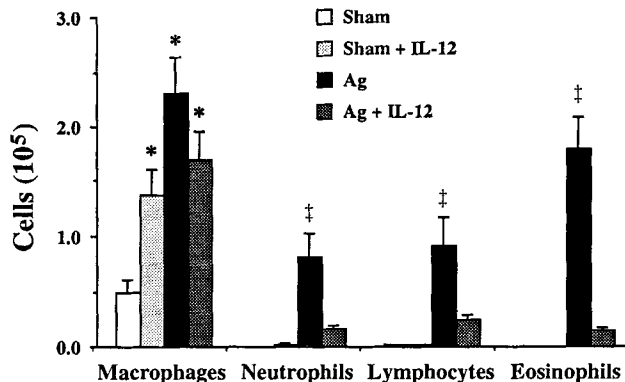 3.0
2.0
1.0
0.0
Cells (10⁵)
Sham
Sham + IL-12
Ag
Ag + IL-12
*
*
*
‡
‡
‡
Macrophages Neutrophils Lymphocytes Eosinophils